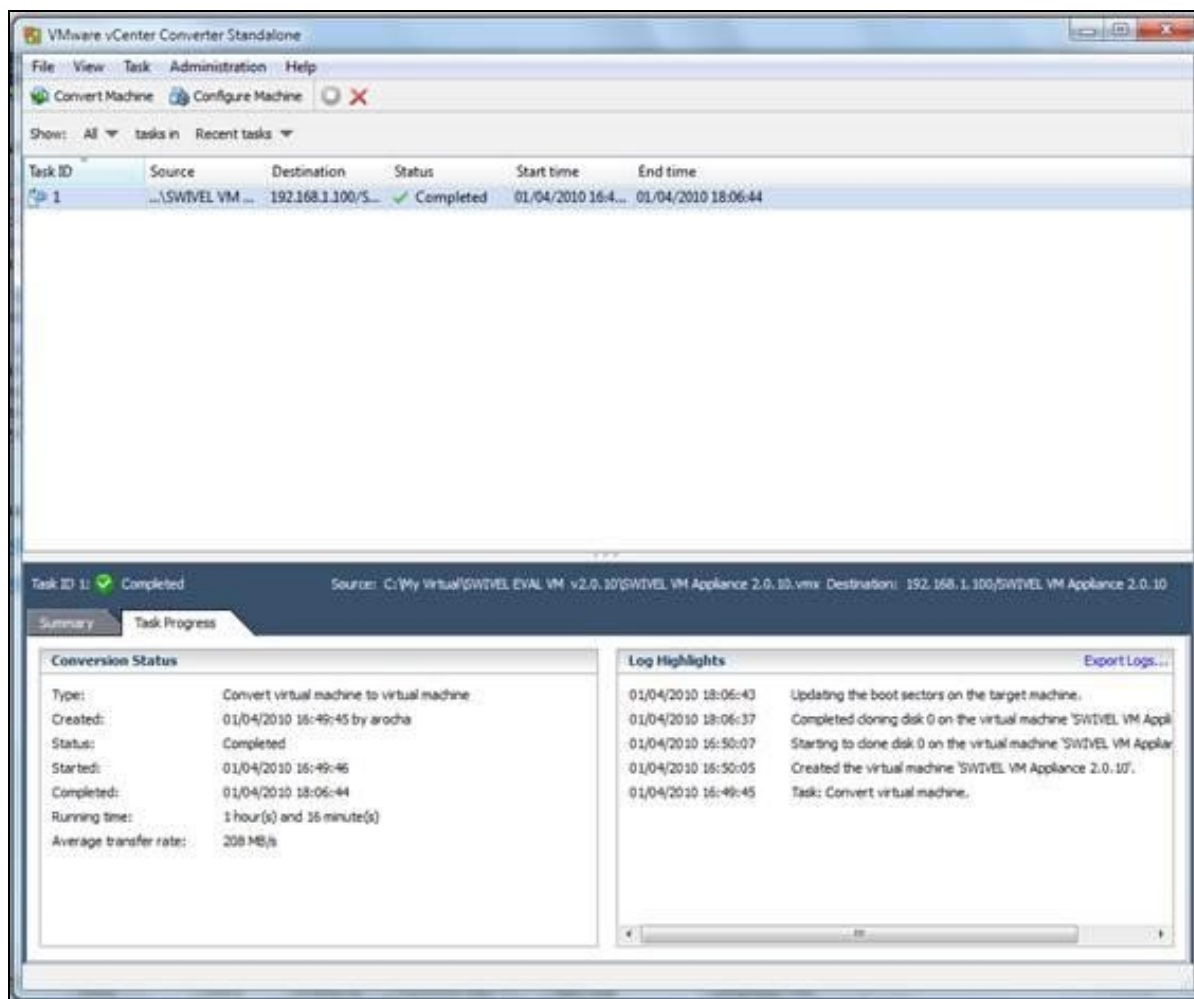 VMware vCenter Converter Standalone
File View Task Administration Help
Convert Machine Configure Machine
Show: All tasks in Recent tasks
Task ID Source Destination Status Start time End time
1 ...\SWIVEL VM ... 192.168.1.100/S... Completed 01/04/2010 16:4... 01/04/2010 18:06:44
Task ID 1: Completed Source: C:\My Virtual\SWIVEL EVAL VM v2.0.10\SWIVEL VM Appliance 2.0.10.vmx Destination: 192.168.1.100/SWIVEL VM Appliance 2.0.10
Summary Task Progress
Conversion Status
Type: Convert virtual machine to virtual machine
Created: 01/04/2010 16:49:45 by arocha
Status: Completed
Started: 01/04/2010 16:49:46
Completed: 01/04/2010 18:06:44
Running time: 1 hour(s) and 16 minute(s)
Average transfer rate: 208 MB/s
Log Highlights Export Logs...
01/04/2010 18:06:43 Updating the boot sectors on the target machine.
01/04/2010 18:06:37 Completed cloning disk 0 on the virtual machine 'SWIVEL VM Appli
01/04/2010 16:50:07 Starting to clone disk 0 on the virtual machine 'SWIVEL VM Applian
01/04/2010 16:50:05 Created the virtual machine 'SWIVEL VM Appliance 2.0.10'.
01/04/2010 16:49:45 Task: Convert virtual machine.